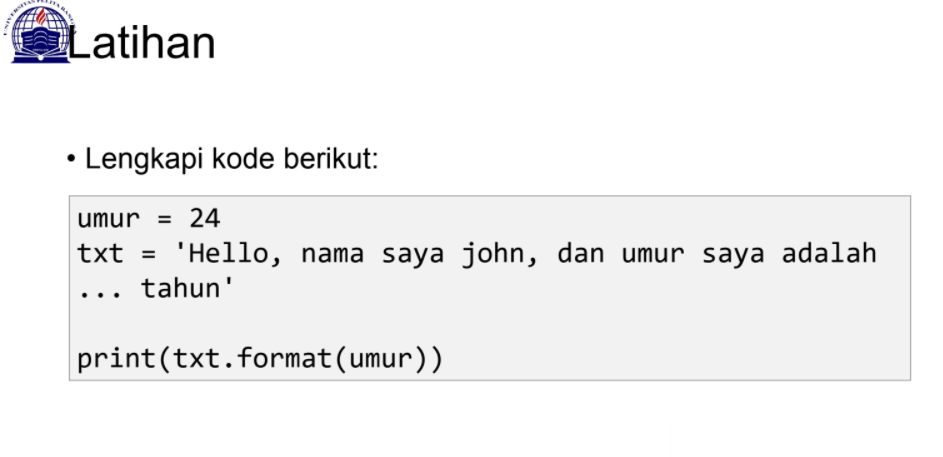 UNIVERSITAS PELITA BANGSA
Latihan
• Lengkapi kode berikut:
umur = 24
txt = 'Hello, nama saya john, dan umur saya adalah
... tahun'
print(txt.format(umur))